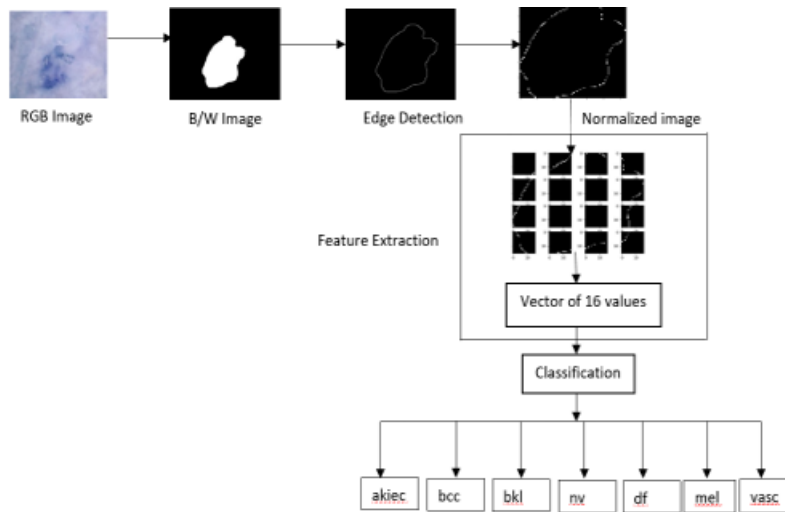 RGB Image
B/W Image
Edge Detection
Normalized image
Feature Extraction
Vector of 16 values
Classification
akiec
bcc
bkl
nv
df
mel
vasc